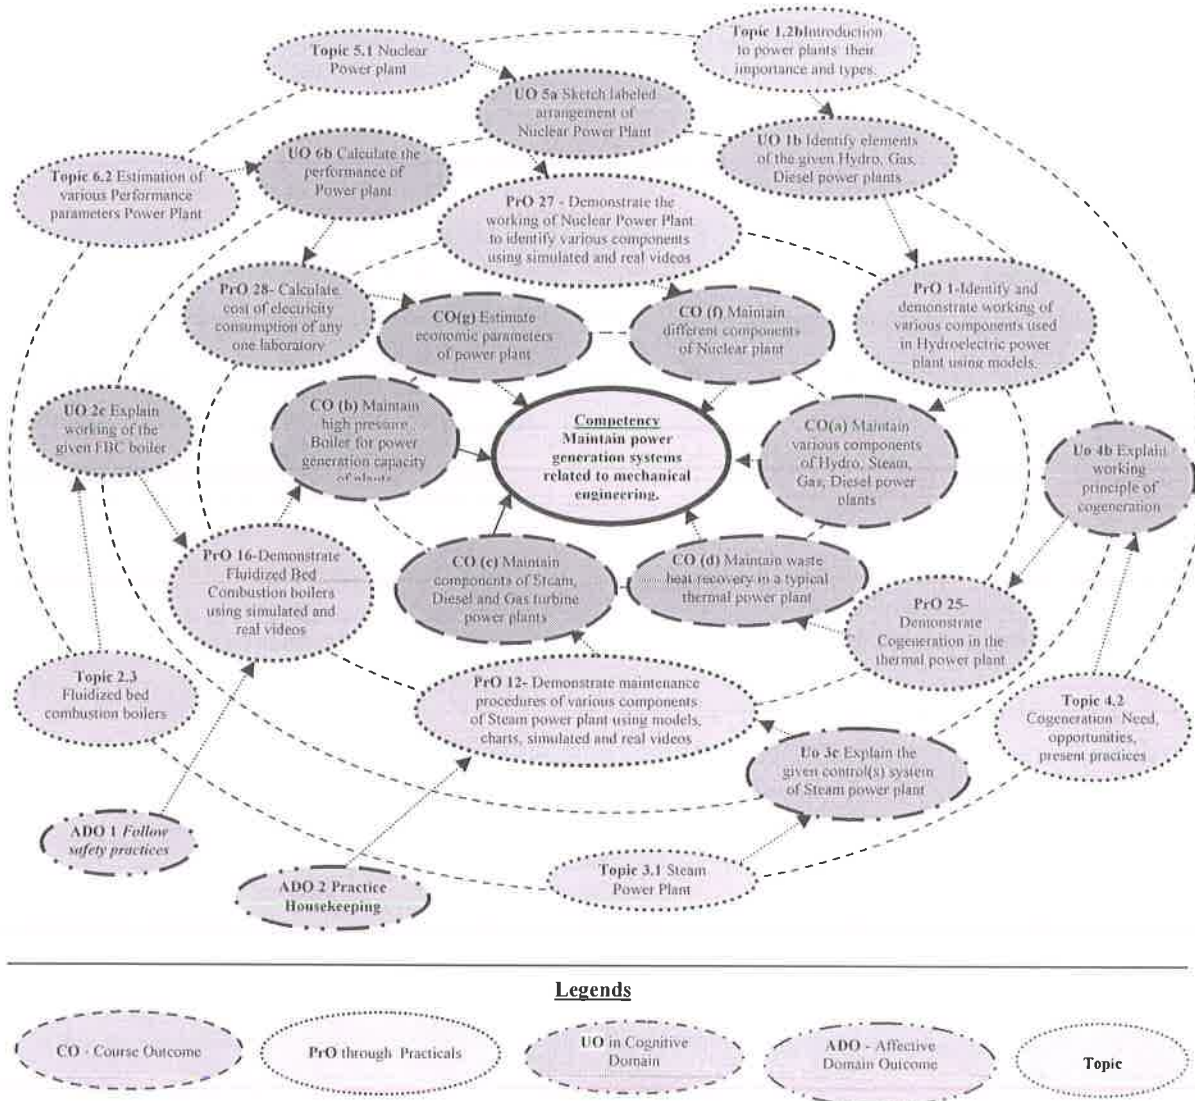 Topic 5.1 Nuclear
Power plant
Topic 1.2bIntroduction
to power plants their
importance and types.
UO 5a Sketch labeled
arrangement of
Nuclear Power Plant
UO 1b Identify elements
of the given Hydro, Gas,
Diesel power plants
UO 6b Calculate the
performance of
Power plant
Topic 6.2 Estimation of
various Performance
parameters Power Plant
PrO 27 - Demonstrate the
working of Nuclear Power Plant
to identify various components
using simulated and real videos
PrO 28- Calculate
cost of electricity
consumption of any
one laboratory
CO(g) Estimate
economic parameters
of power plant
CO (f) Maintain
different components
of Nuclear plant
PrO 1-Identify and
demonstrate working of
various components used
in Hydroelectric power
plant using models.
UO 2c Explain
working of the
given FBC boiler
CO (b) Maintain
high pressure
Boiler for power
generation capacity
of plants
Competency
Maintain power
generation systems
related to mechanical
engineering.
CO(a) Maintain
various components
of Hydro, Steam,
Gas, Diesel power
plants
Uo 4b Explain
working
principle of
cogeneration
PrO 16-Demonstrate
Fluidized Bed
Combustion boilers
using simulated and
real videos
CO (c) Maintain
components of Steam,
Diesel and Gas turbine
power plants
CO (d) Maintain waste
heat recovery in a typical
thermal power plant
PrO 25-
Demonstrate
Cogeneration in the
thermal power plant
Topic 2.3
Fluidized bed
combustion boilers
PrO 12- Demonstrate maintenance
procedures of various components
of Steam power plant using models,
charts, simulated and real videos
Topic 4.2
Cogeneration Need,
opportunities,
present practices
Uo 3c Explain the
given control(s) system
of Steam power plant
ADO 1 Follow
safety practices
ADO 2 Practice
Housekeeping
Topic 3.1 Steam
Power Plant
Legends
CO - Course Outcome
PrO through Practicals
UO in Cognitive
Domain
ADO - Affective
Domain Outcome
Topic